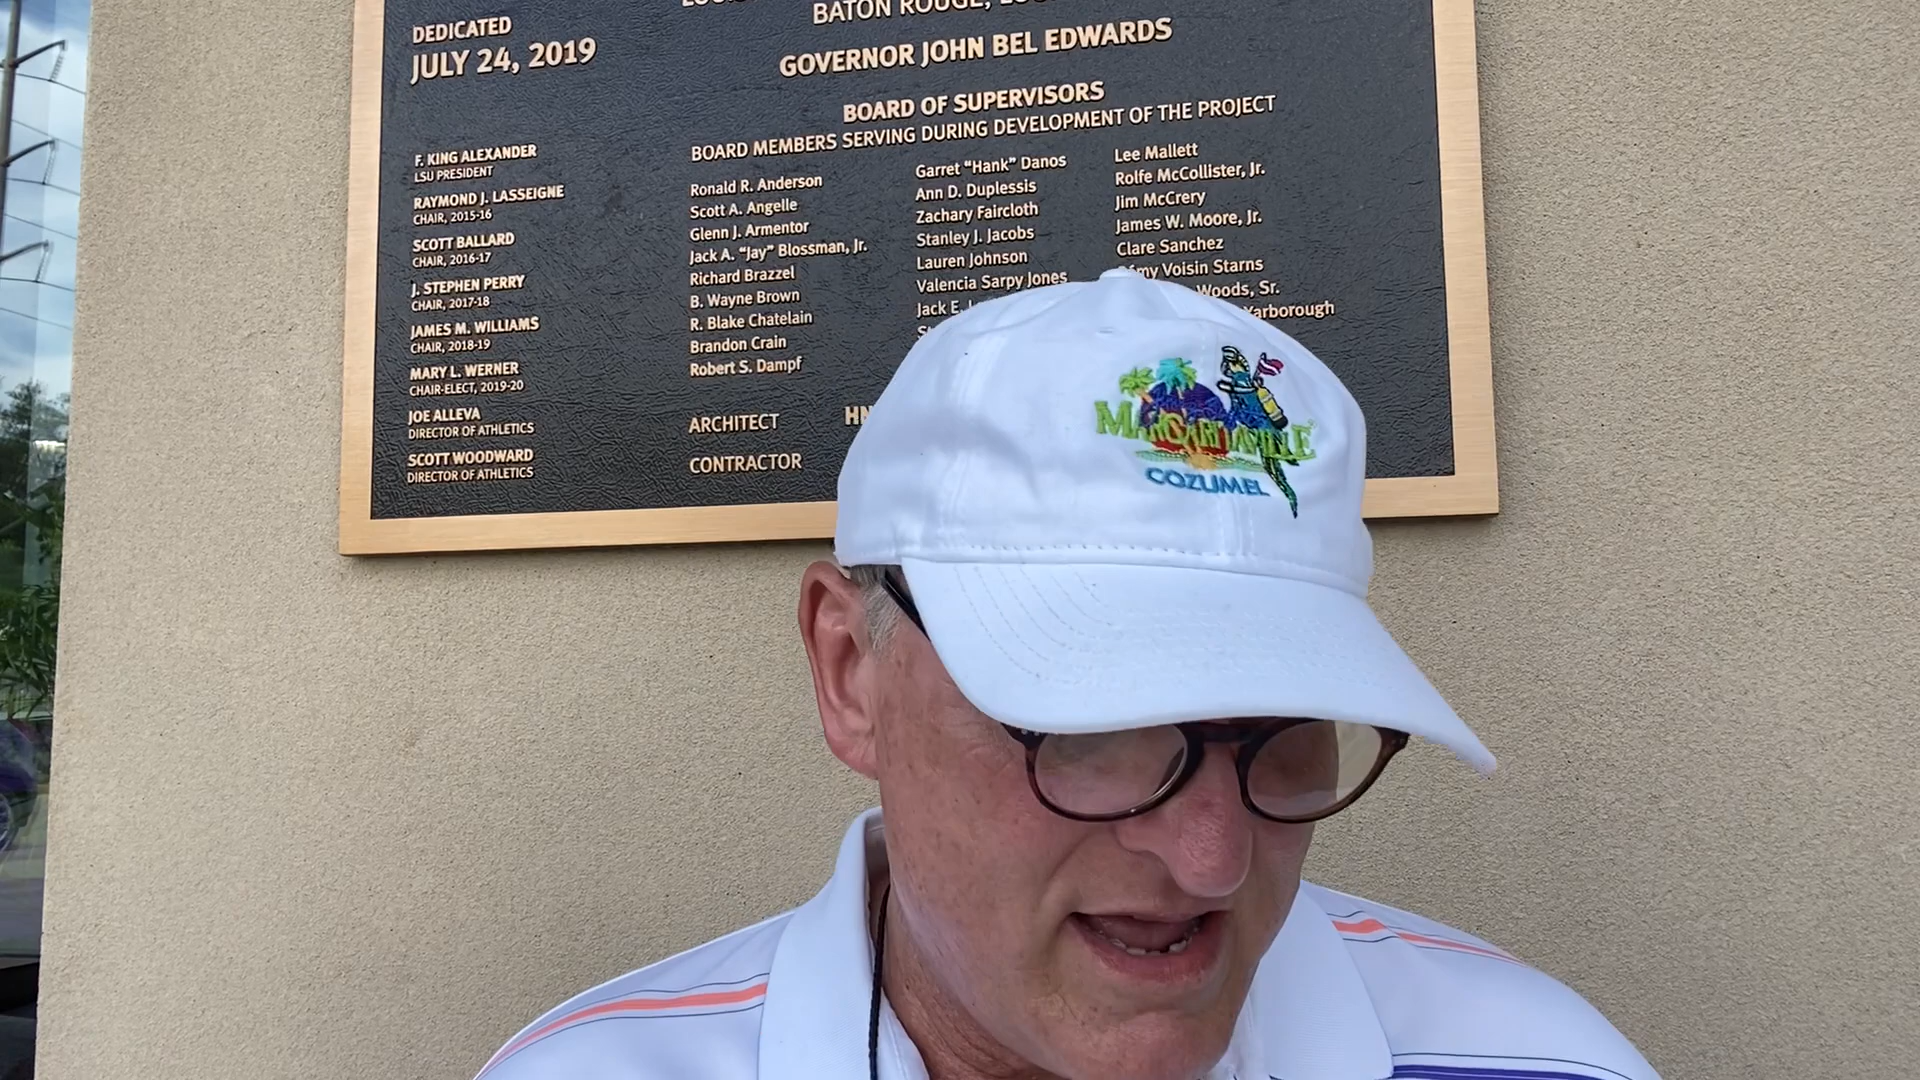 BATON ROUGE,
GOVERNOR JOHN BEL EDWARDS
DEDICATED
JULY 24, 2019
BOARD OF SUPERVISORS
BOARD MEMBERS SERVING DURING DEVELOPMENT OF THE PROJECT
F. KING ALEXANDER
LSU PRESIDENT
RAYMOND J. LASSEIGNE
CHAIR, 2015-16
SCOTT BALLARD
CHAIR, 2016-17
J. STEPHEN PERRY
CHAIR, 2017-18
JAMES M. WILLIAMS
CHAIR, 2018-19
MARY L. WERNER
CHAIR-ELECT, 2019-20
JOE ALLEVA
DIRECTOR OF ATHLETICS
SCOTT WOODWARD
DIRECTOR OF ATHLETICS
Ronald R. Anderson
Scott A. Angelle
Glenn J. Armentor
Jack A. "Jay" Blossman, Jr.
Richard Brazzel
B. Wayne Brown
R. Blake Chatelain
Brandon Crain
Robert S. Dampf
Garret "Hank" Danos
Ann D. Duplessis
Zachary Faircloth
Stanley J. Jacobs
Lauren Johnson
Valencia Sarpy Jones
Jack E.
Lee Mallett
Rolfe McCollister, Jr.
Jim McCrery
James W. Moore, Jr.
Clare Sanchez
Voisin Starns
Woods, Sr.
Yarborough
ARCHITECT
CONTRACTOR
MARGARITAVILLE
COZUMEL